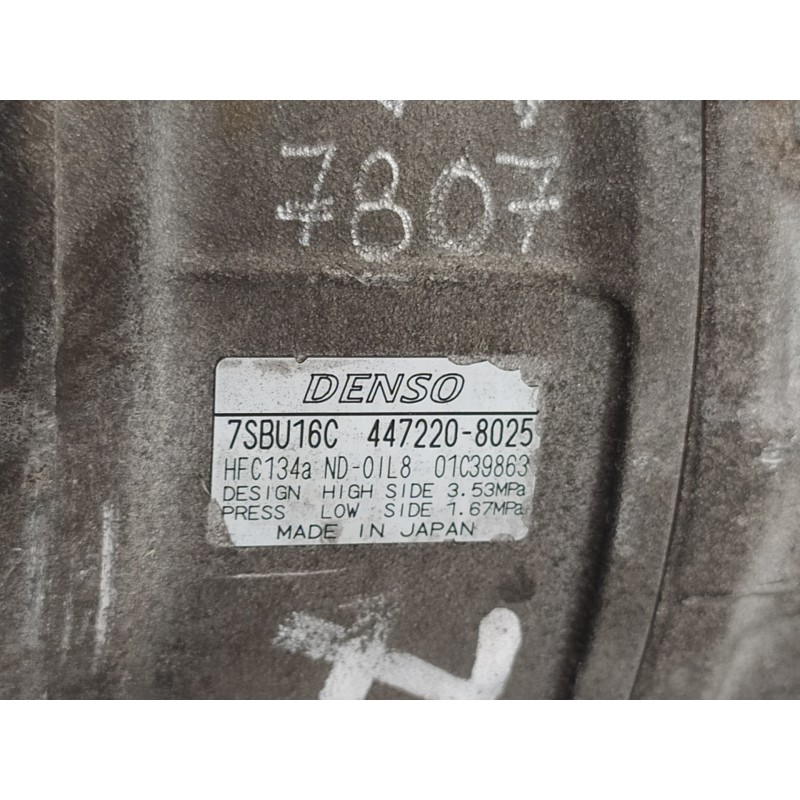 7807
DENSO
7SBU16C 447220-8025
HFC134a ND-OIL8 01C39863
DESIGN HIGH SIDE 3.53MPa
PRESS LOW SIDE 1.67MPa
MADE IN JAPAN